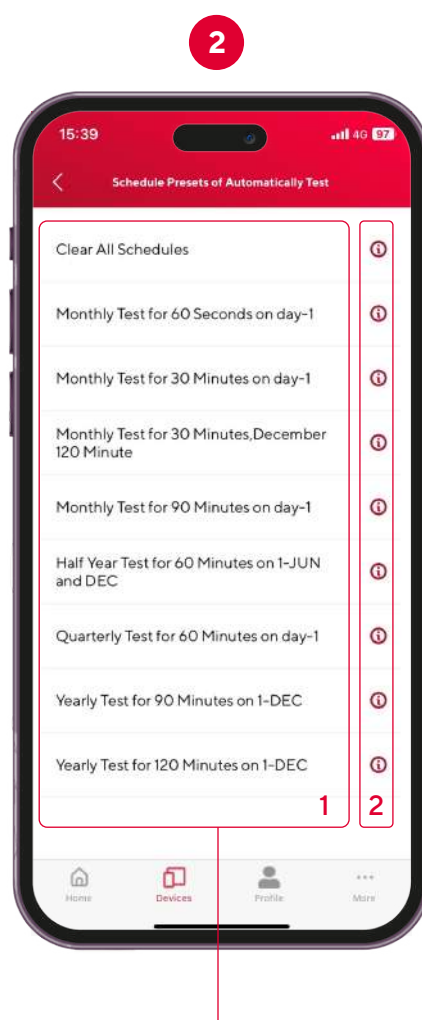 2
15:39
4G 97
Schedule Presets of Automatically Test
Clear All Schedules
Monthly Test for 60 Seconds on day-1
Monthly Test for 30 Minutes on day-1
Monthly Test for 30 Minutes,December
120 Minute
Monthly Test for 90 Minutes on day-1
Half Year Test for 60 Minutes on 1-JUN
and DEC
Quarterly Test for 60 Minutes on day-1
Yearly Test for 90 Minutes on 1-DEC
Yearly Test for 120 Minutes on 1-DEC
1 2
Home Devices Profile More